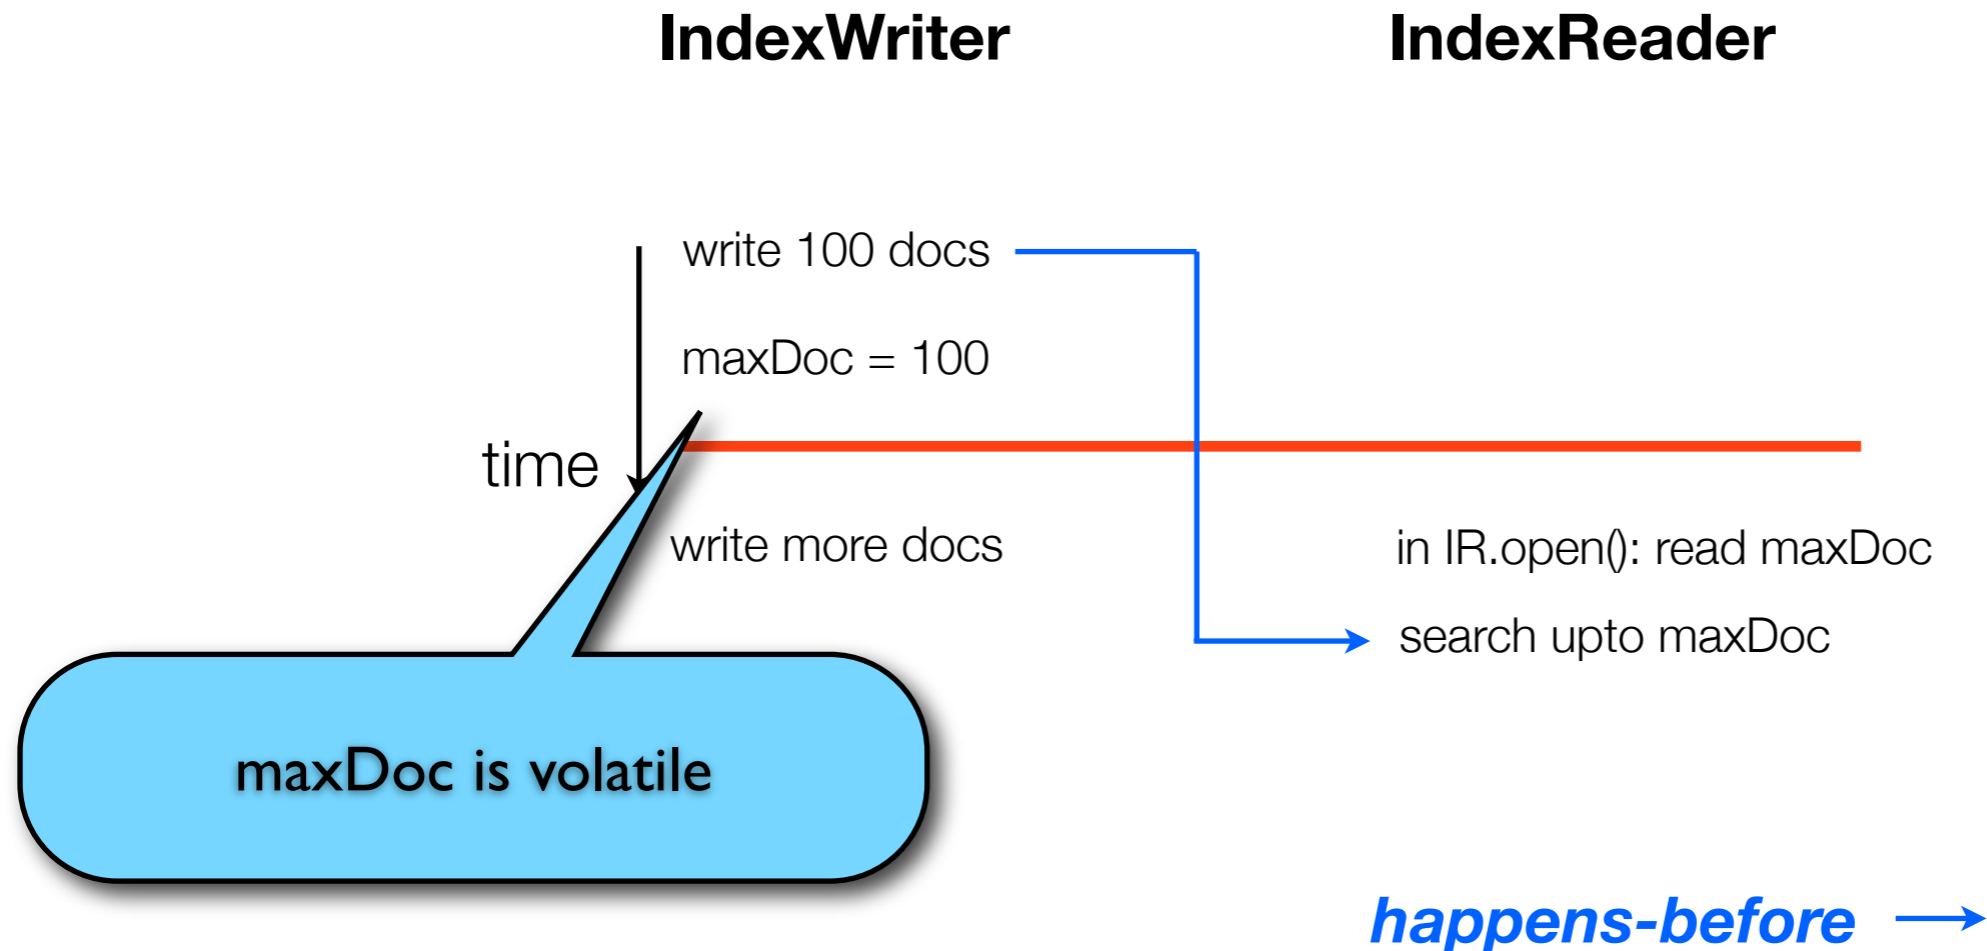 IndexWriter
IndexReader
write 100 docs
maxDoc = 100
time
write more docs
in IR.open(): read maxDoc
search upto maxDoc
maxDoc is volatile
happens-before